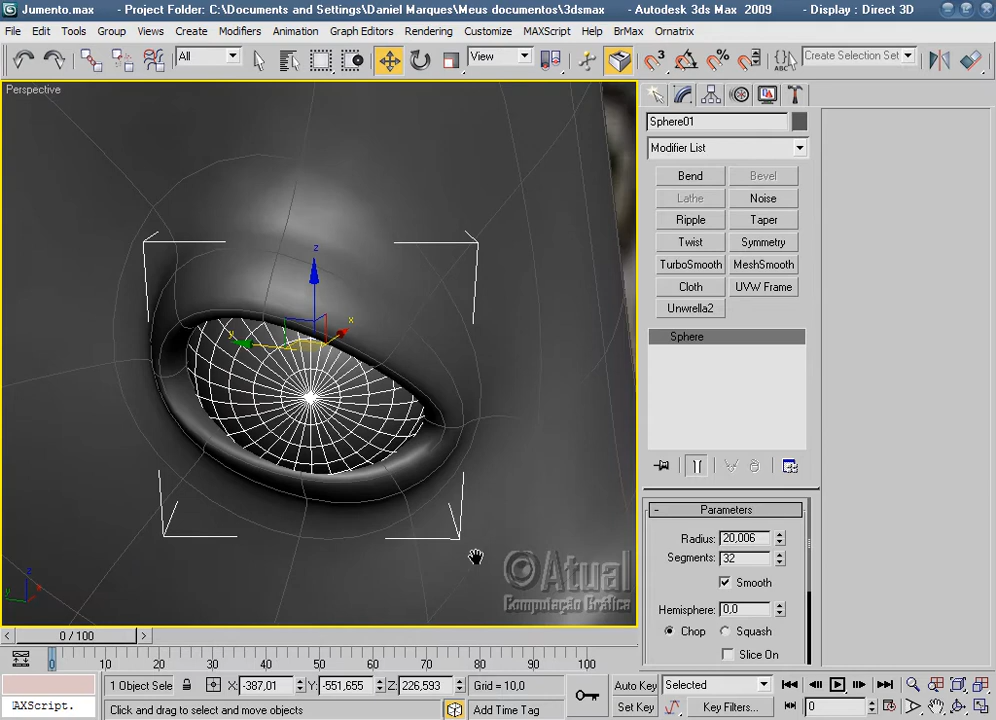 Jumento.max - Project Folder: C:\Documents and Settings\Daniel Marques\Meus documentos\3dsmax - Autodesk 3ds Max 2009 - Display : Direct 3D
File Edit Tools Group Views Create Modifiers Animation Graph Editors Rendering Customize MAXScript Help BrMax Ornatrix
All View Create Selection Set
Perspective
Sphere01
Modifier List
Bend Bevel
Lathe Noise
Ripple Taper
Twist Symmetry
TurboSmooth MeshSmooth
Cloth UVW Frame
Unwrella2
Sphere
z
x
y
z
x
y
- Parameters
Radius: 20,006
Segments: 32
Smooth
Hemisphere: 0,0
Chop Squash
Slice On
©Atual
Computação Gráfica
< 0 / 100 >
0 10 20 30 40 50 60 70 80 90 100
1 Object Sele X: -387,01 Y: -551,655 Z: 226,593 Grid = 10,0 Auto Key Selected
AXScript. Click and drag to select and move objects Add Time Tag Set Key Key Filters... 0